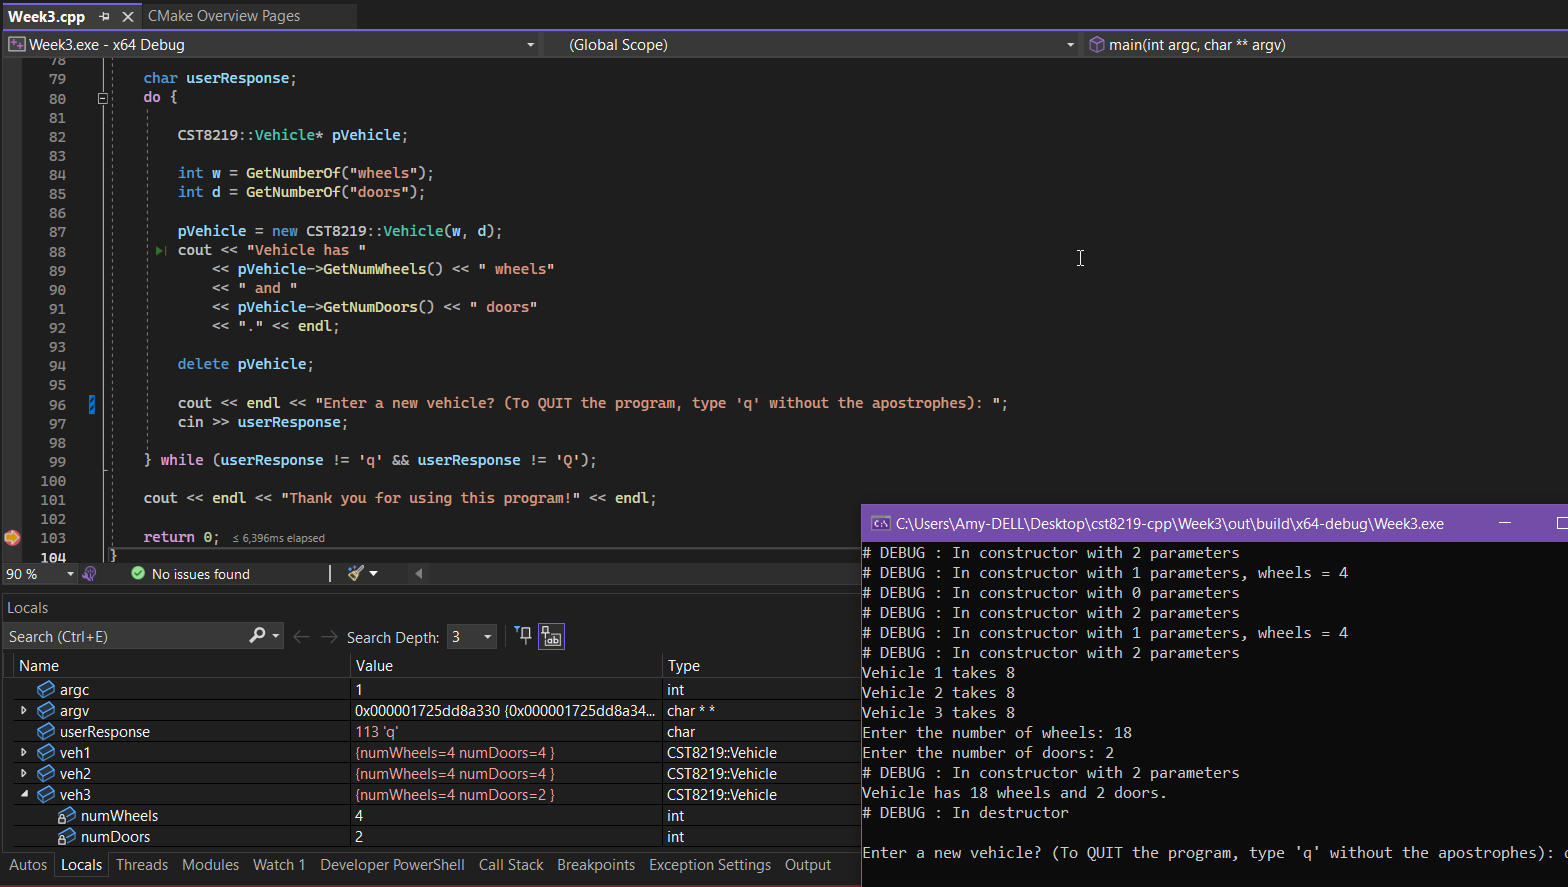 Week3.cpp
CMake Overview Pages
Week3.exe - x64 Debug
(Global Scope)
main(int argc, char ** argv)
78
79 char userResponse;
80 do {
81
82 CST8219::Vehicle* pVehicle;
83
84 int w = GetNumberOf("wheels");
85 int d = GetNumberOf("doors");
86
87 pVehicle = new CST8219::Vehicle(w, d);
88 cout << "Vehicle has "
89 << pVehicle->GetNumWheels() << " wheels"
90 << " and "
91 << pVehicle->GetNumDoors() << " doors"
92 << "." << endl;
93
94 delete pVehicle;
95
96 cout << endl << "Enter a new vehicle? (To QUIT the program, type 'q' without the apostrophes): ";
97 cin >> userResponse;
98
99 } while (userResponse != 'q' && userResponse != 'Q');
100
101 cout << endl << "Thank you for using this program!" << endl;
102
103 return 0; ≤ 6,396ms elapsed
104 }
90 %
No issues found
Locals
Search (Ctrl+E)
Search Depth: 3
Name Value Type
argc 1 int
argv 0x000001725dd8a330 {0x000001725dd8a34... char * *
userResponse 113 'q' char
veh1 {numWheels=4 numDoors=4 } CST8219::Vehicle
veh2 {numWheels=4 numDoors=4 } CST8219::Vehicle
veh3 {numWheels=4 numDoors=2 } CST8219::Vehicle
numWheels 4 int
numDoors 2 int
Autos Locals Threads Modules Watch 1 Developer PowerShell Call Stack Breakpoints Exception Settings Output
C:\Users\Amy-DELL\Desktop\cst8219-cpp\Week3\out\build\x64-debug\Week3.exe
# DEBUG : In constructor with 2 parameters
# DEBUG : In constructor with 1 parameters, wheels = 4
# DEBUG : In constructor with 0 parameters
# DEBUG : In constructor with 2 parameters
# DEBUG : In constructor with 1 parameters, wheels = 4
# DEBUG : In constructor with 2 parameters
Vehicle 1 takes 8
Vehicle 2 takes 8
Vehicle 3 takes 8
Enter the number of wheels: 18
Enter the number of doors: 2
# DEBUG : In constructor with 2 parameters
Vehicle has 18 wheels and 2 doors.
# DEBUG : In destructor
Enter a new vehicle? (To QUIT the program, type 'q' without the apostrophes):